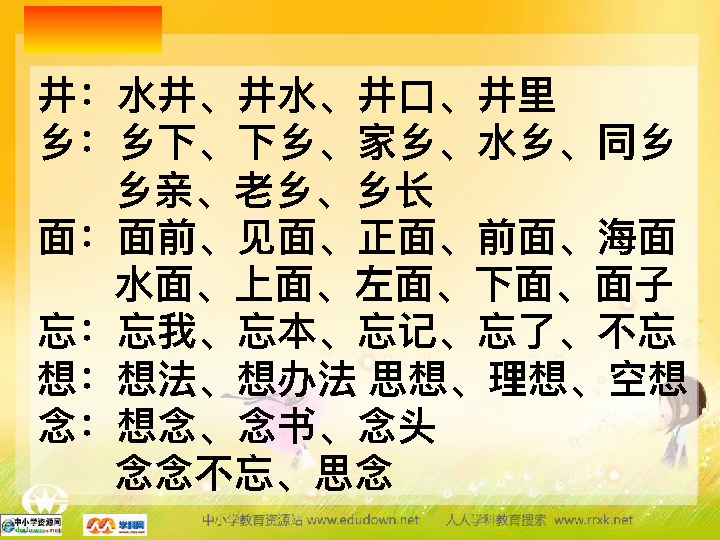 井：水井、井水、井口、井里
乡：乡下、下乡、家乡、水乡、同乡
乡亲、老乡、乡长
面：面前、见面、正面、前面、海面
水面、上面、左面、下面、面子
忘：忘我、忘本、忘记、忘了、不忘
想：想法、想办法 思想、理想、空想
念：想念、念书、念头
念念不忘、思念
中小学资源网
学科网
中小学教育资源站 www.edudown.net 人人学科教育搜索 www.rrxk.net